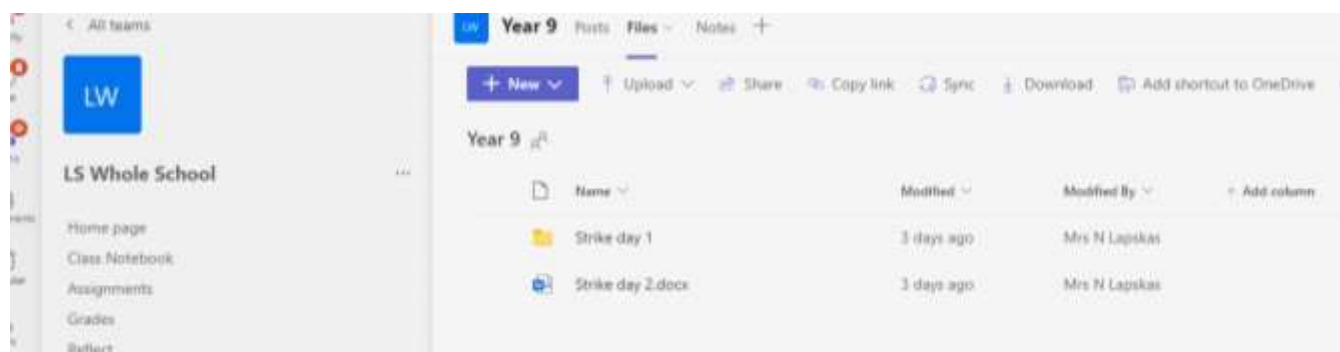 All teams
LW
LS Whole School
...
Home page
Class Notebook
Assignments
Grades
Reflect
LW Year 9 Posts Files Notes +
+ New Upload Share Copy link Sync Download Add shortcut to OneDrive
Year 9
Name Modified Modified By + Add column
Strike day 1 3 days ago Mrs N Lapskas
Strike day 2.docx 3 days ago Mrs N Lapskas